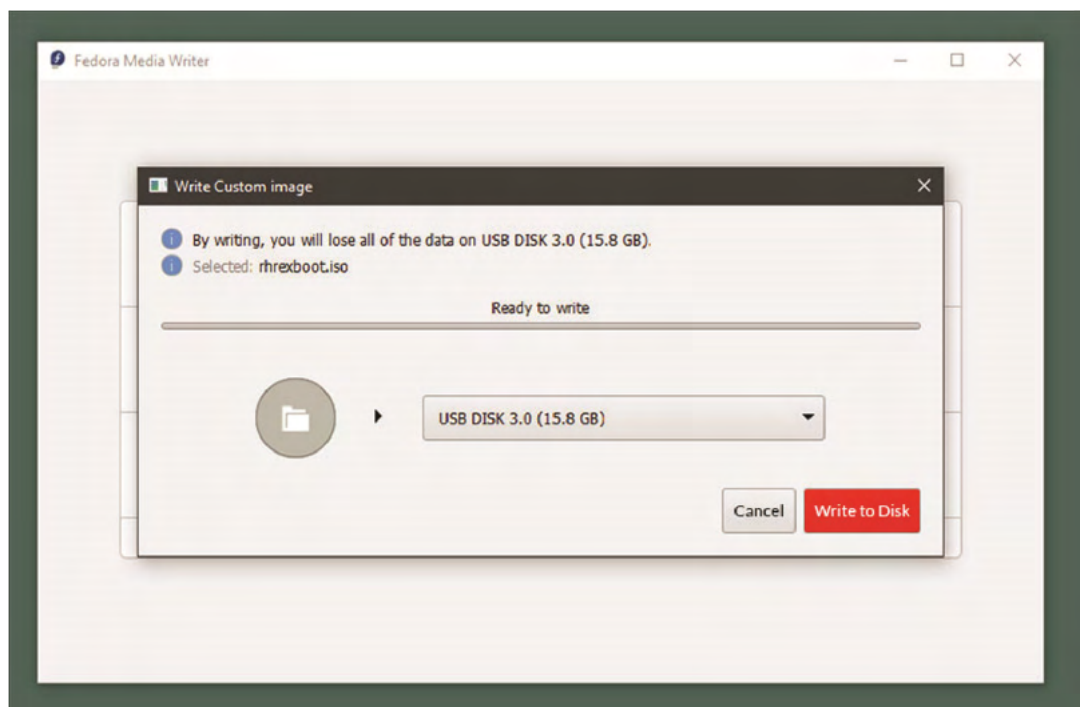 Fedora Media Writer
Write Custom image
By writing, you will lose all of the data on USB DISK 3.0 (15.8 GB).
Selected: rhrexboot.iso
Ready to write
USB DISK 3.0 (15.8 GB)
Cancel
Write to Disk